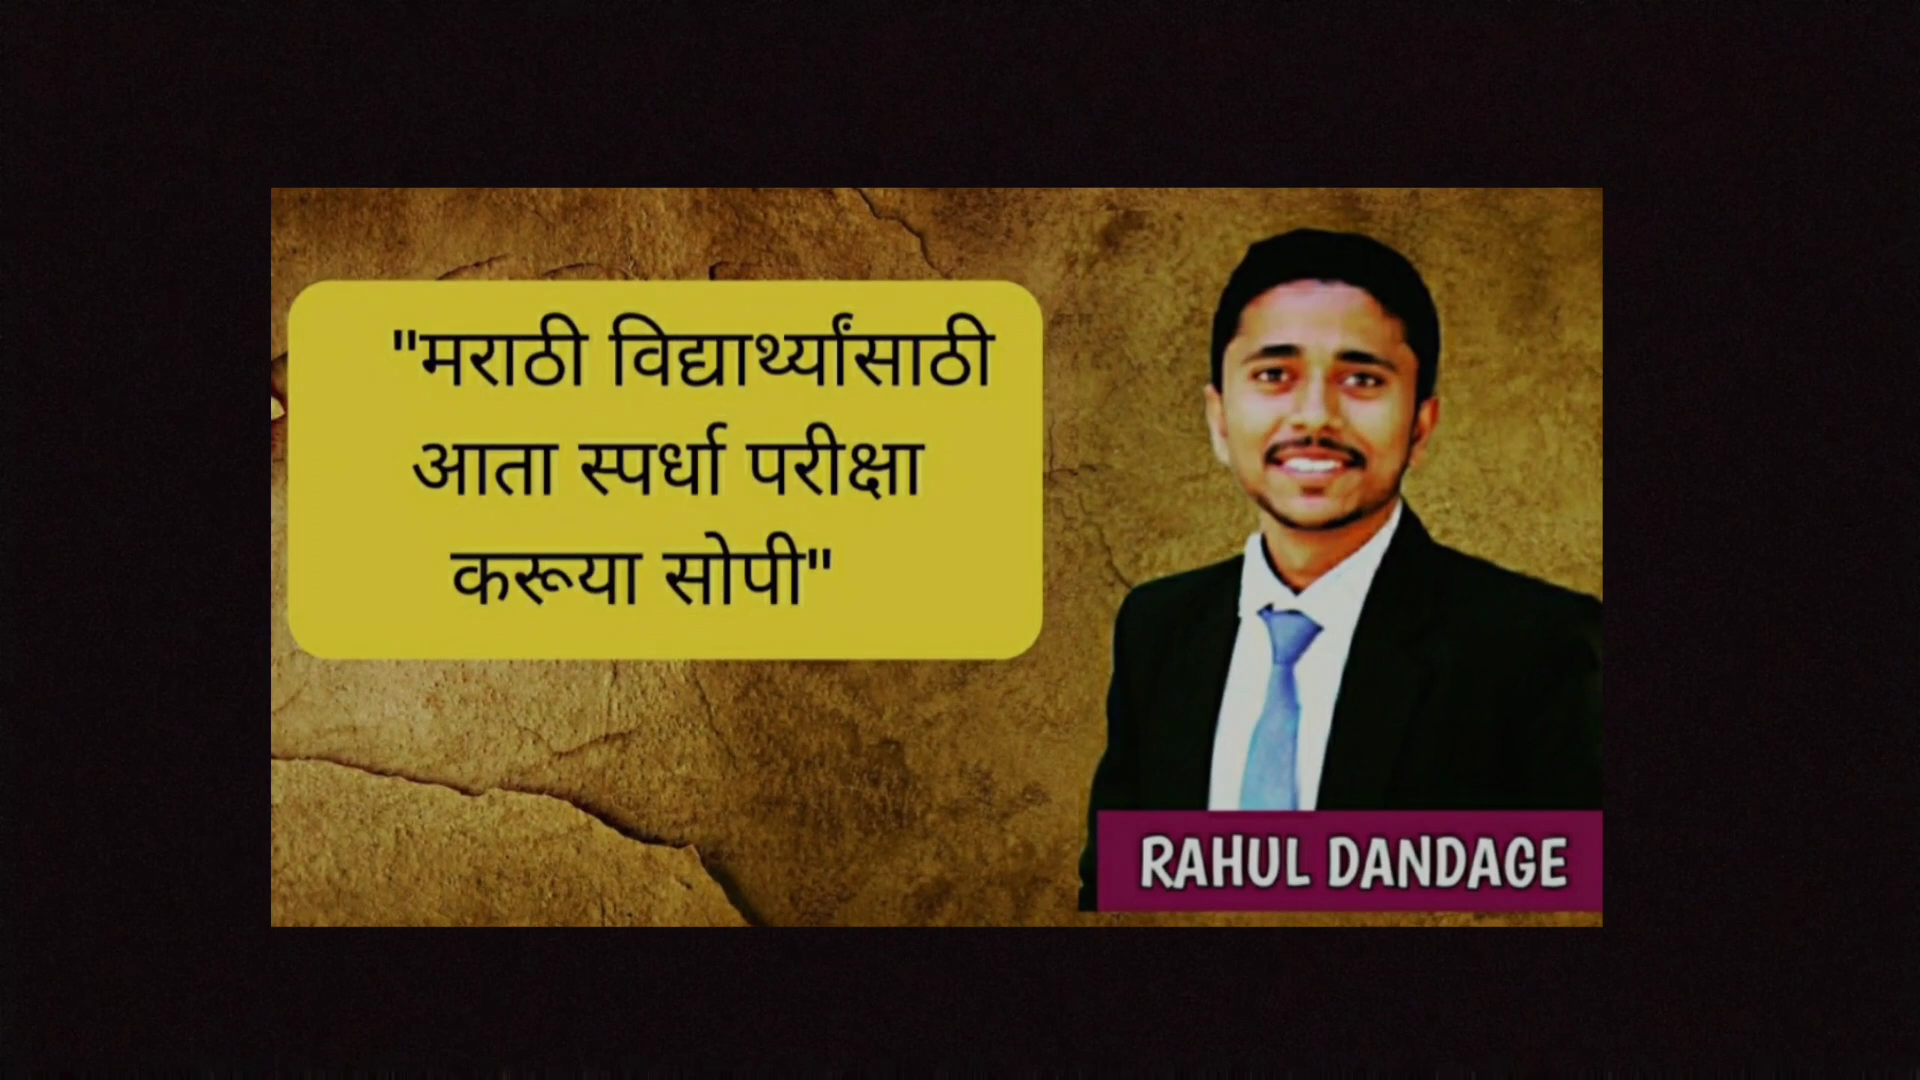 "मराठी विद्यार्थ्यांसाठी
आता स्पर्धा परीक्षा
करूया सोपी"
RAHUL DANDAGE